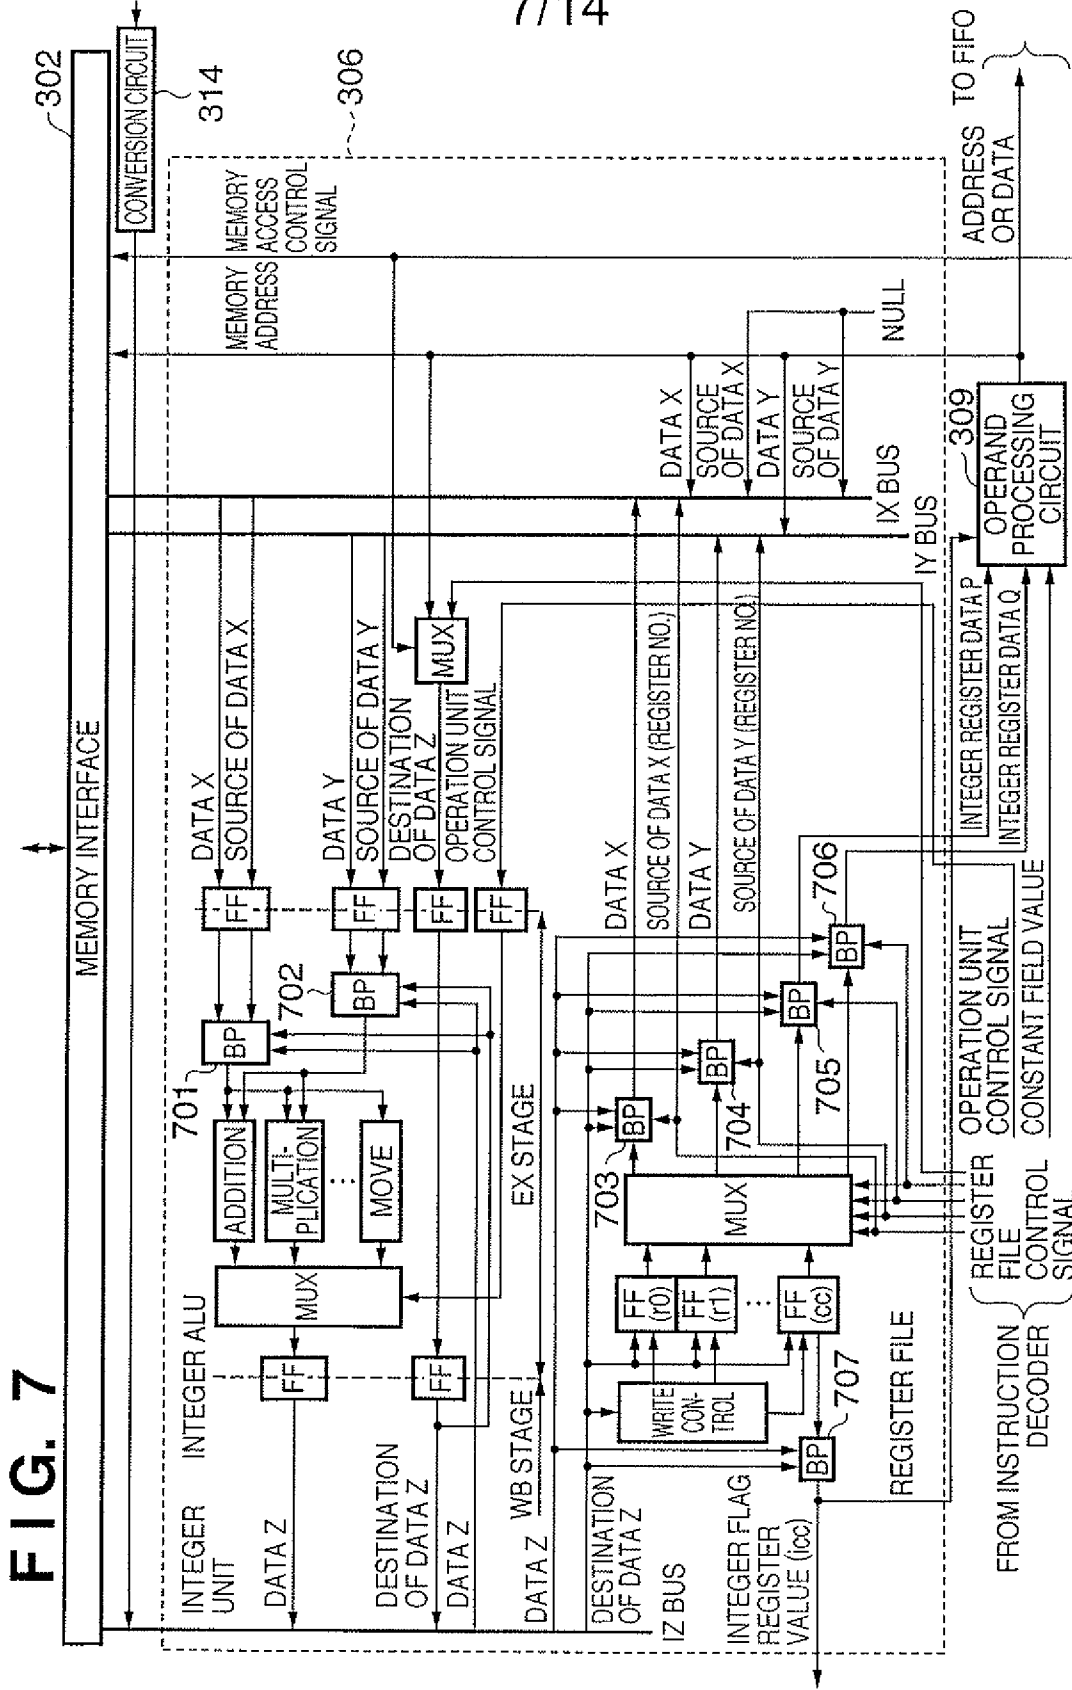 7/14
FIG. 7
302
MEMORY INTERFACE
CONVERSION CIRCUIT
314
306
INTEGER
UNIT
INTEGER ALU
DATA X
SOURCE OF DATA X
MEMORY
ADDRESS
MEMORY
ACCESS
CONTROL
SIGNAL
DATA Y
SOURCE OF DATA Y
DESTINATION
OF DATA Z
OPERATION UNIT
CONTROL SIGNAL
MUX
FF
FF
FF
FF
701
BP
702
BP
ADDITION
MULTI-
PLICATION
...
MOVE
MUX
FF
FF
DATA Z
DESTINATION
OF DATA Z
DATA Z
WB STAGE
EX STAGE
DATA Z
DESTINATION
OF DATA Z
IZ BUS
DATA X
SOURCE OF DATA X (REGISTER NO.)
DATA Y
SOURCE OF DATA Y (REGISTER NO.)
DATA X
SOURCE
OF DATA X
DATA Y
SOURCE
OF DATA Y
NULL
IX BUS
IY BUS
703
BP
704
BP
705
BP
706
BP
MUX
FF
(r0)
FF
(r1)
...
FF
(cc)
WRITE
CON-
TROL
707
BP
INTEGER FLAG
REGISTER
VALUE (icc)
REGISTER FILE
INTEGER REGISTER DATA P
INTEGER REGISTER DATA Q
309
OPERAND
PROCESSING
CIRCUIT
ADDRESS
OR DATA
TO FIFO
FROM INSTRUCTION
DECODER
REGISTER
FILE
CONTROL
SIGNAL
OPERATION UNIT
CONTROL SIGNAL
CONSTANT FIELD VALUE